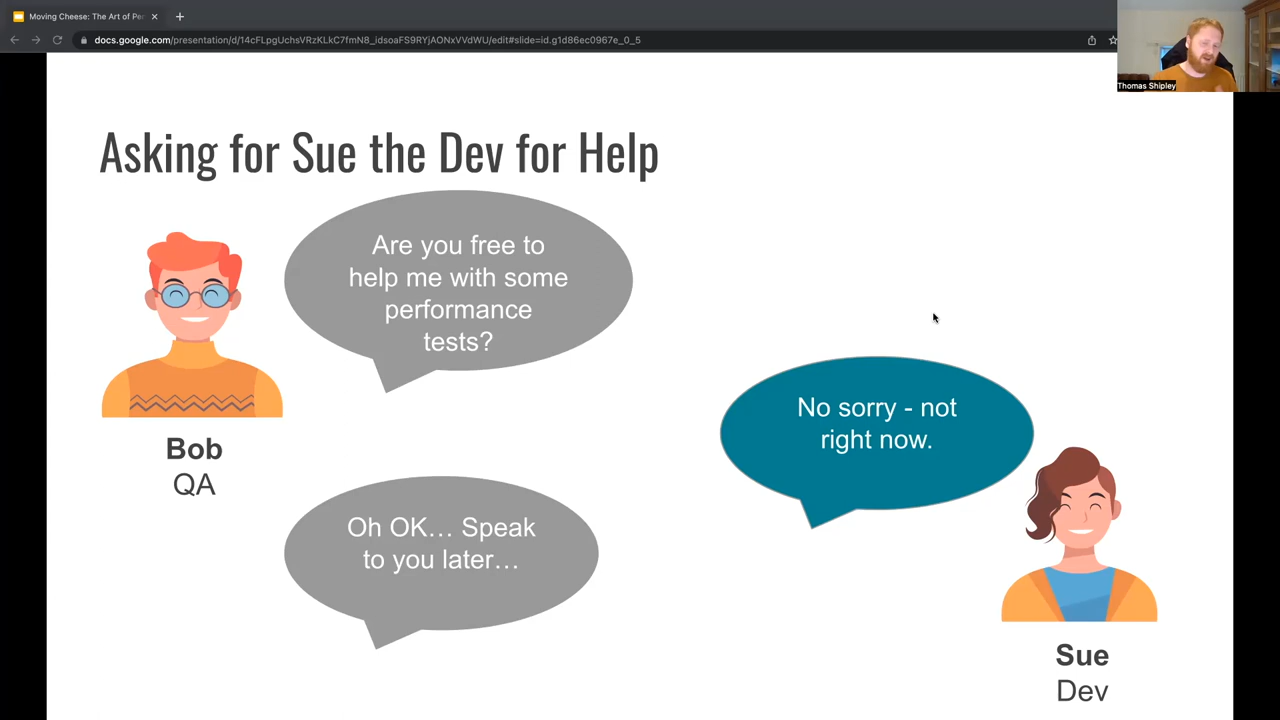 Moving Cheese: The Art of Per
docs.google.com/presentation/d/14cFLpgUchsVRzKLkC7fmN8_idsoaFS9RYjAONxVVdWU/edit#slide=id.g1d86ec0967e_0_5
Thomas Shipley
Asking for Sue the Dev for Help
Are you free to
help me with some
performance
tests?
No sorry - not
right now.
Bob
QA
Oh OK... Speak
to you later...
Sue
Dev